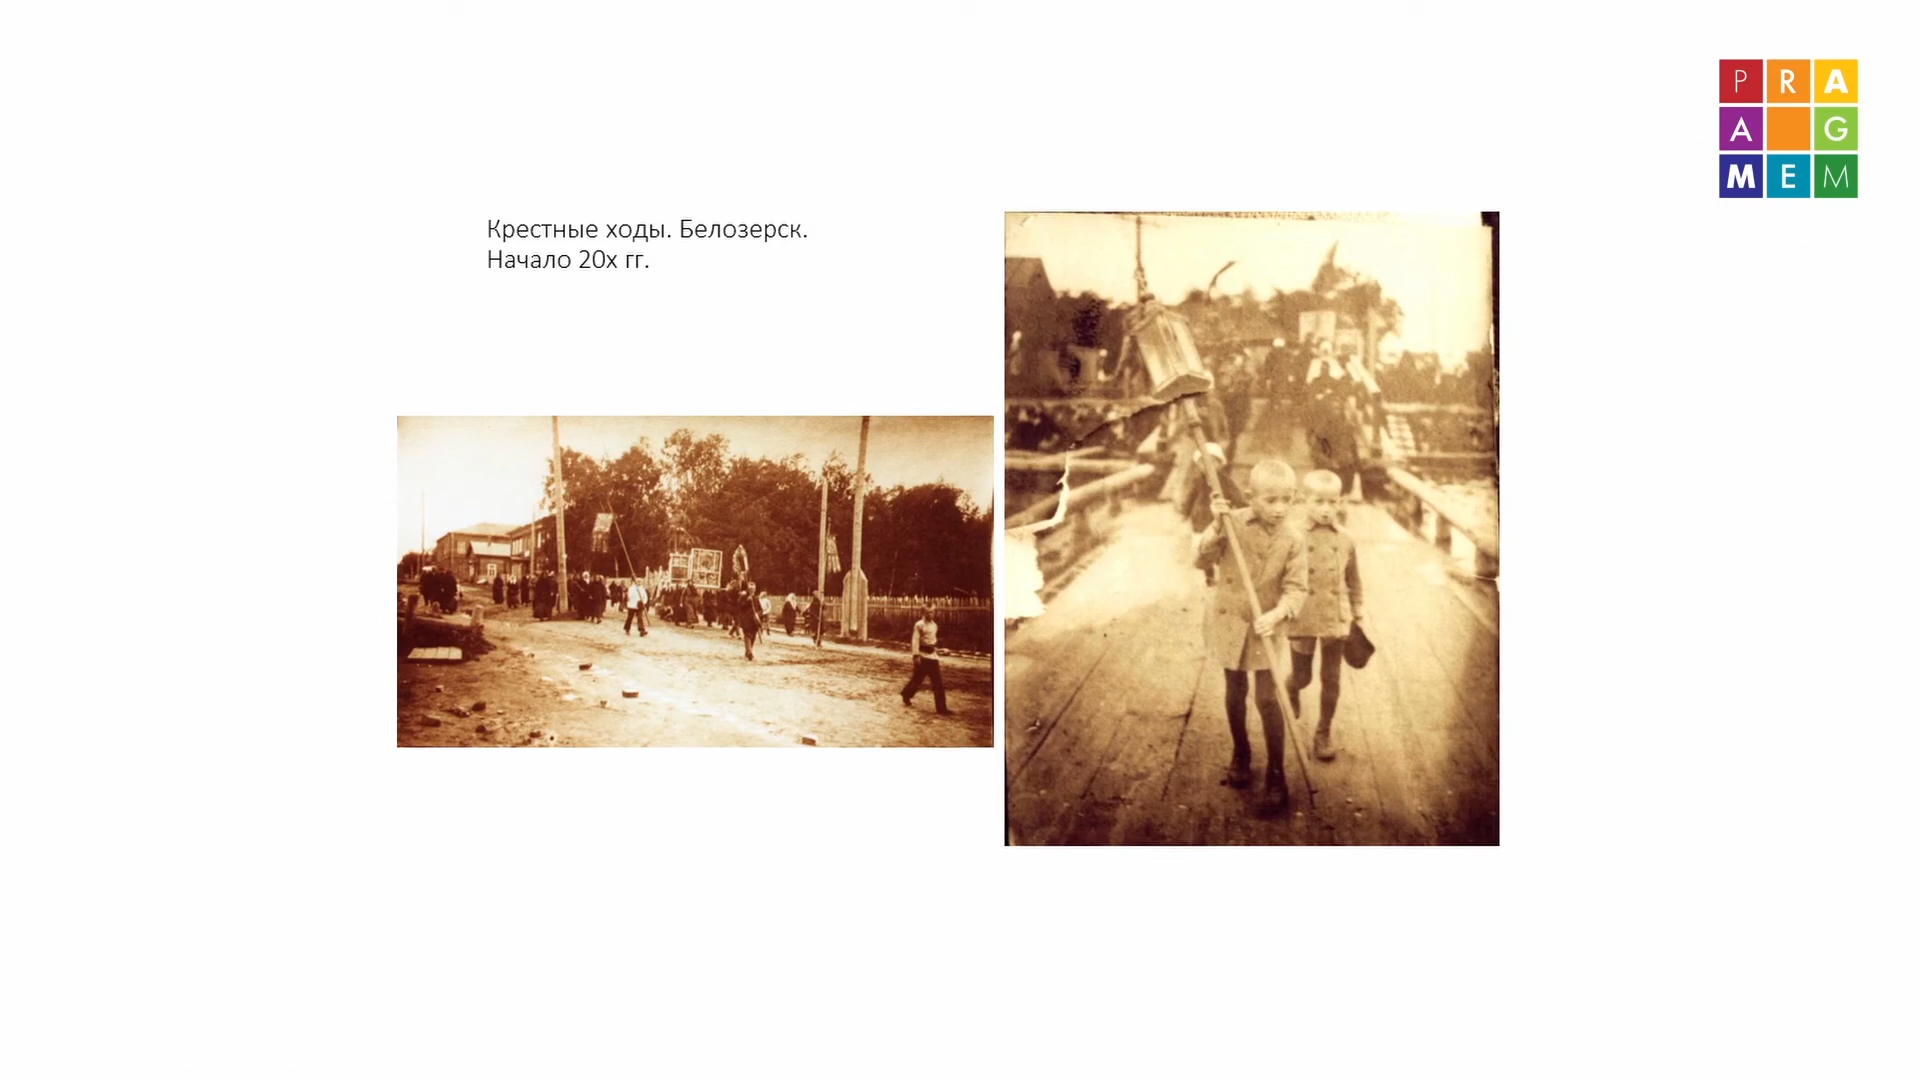 Крестные ходы. Белозерск.
Начало 20х гг.
P R A
A G
M E M